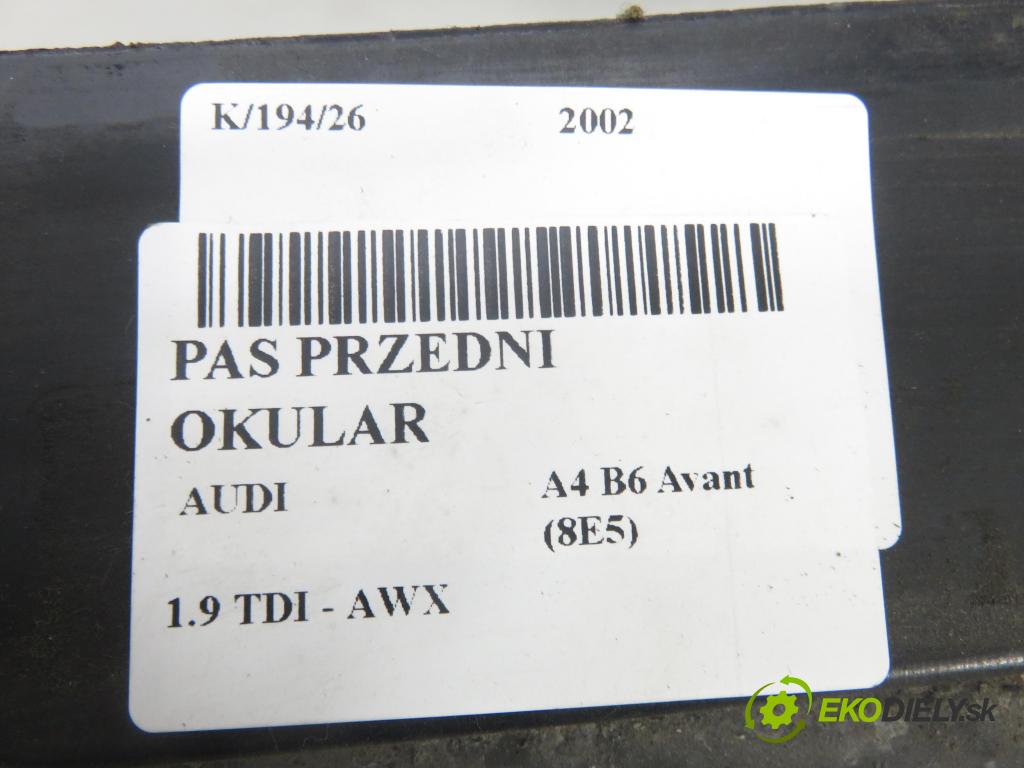 K/194/26 2002
PAS PRZEDNI
OKULAR
AUDI A4 B6 Avant
(8E5)
1.9 TDI - AWX
EKODIELY.sk